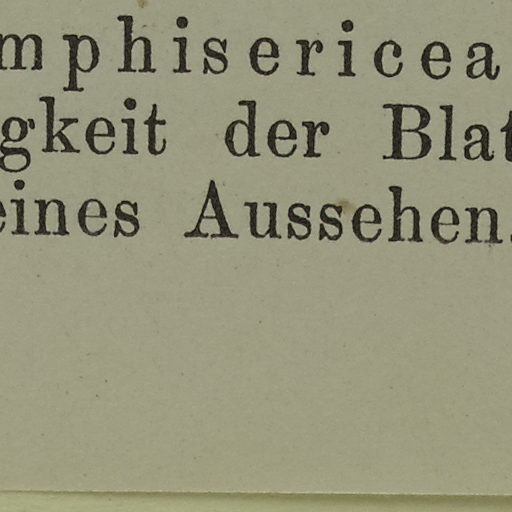 mphisericea
gkeit der Blat
eines Aussehen.